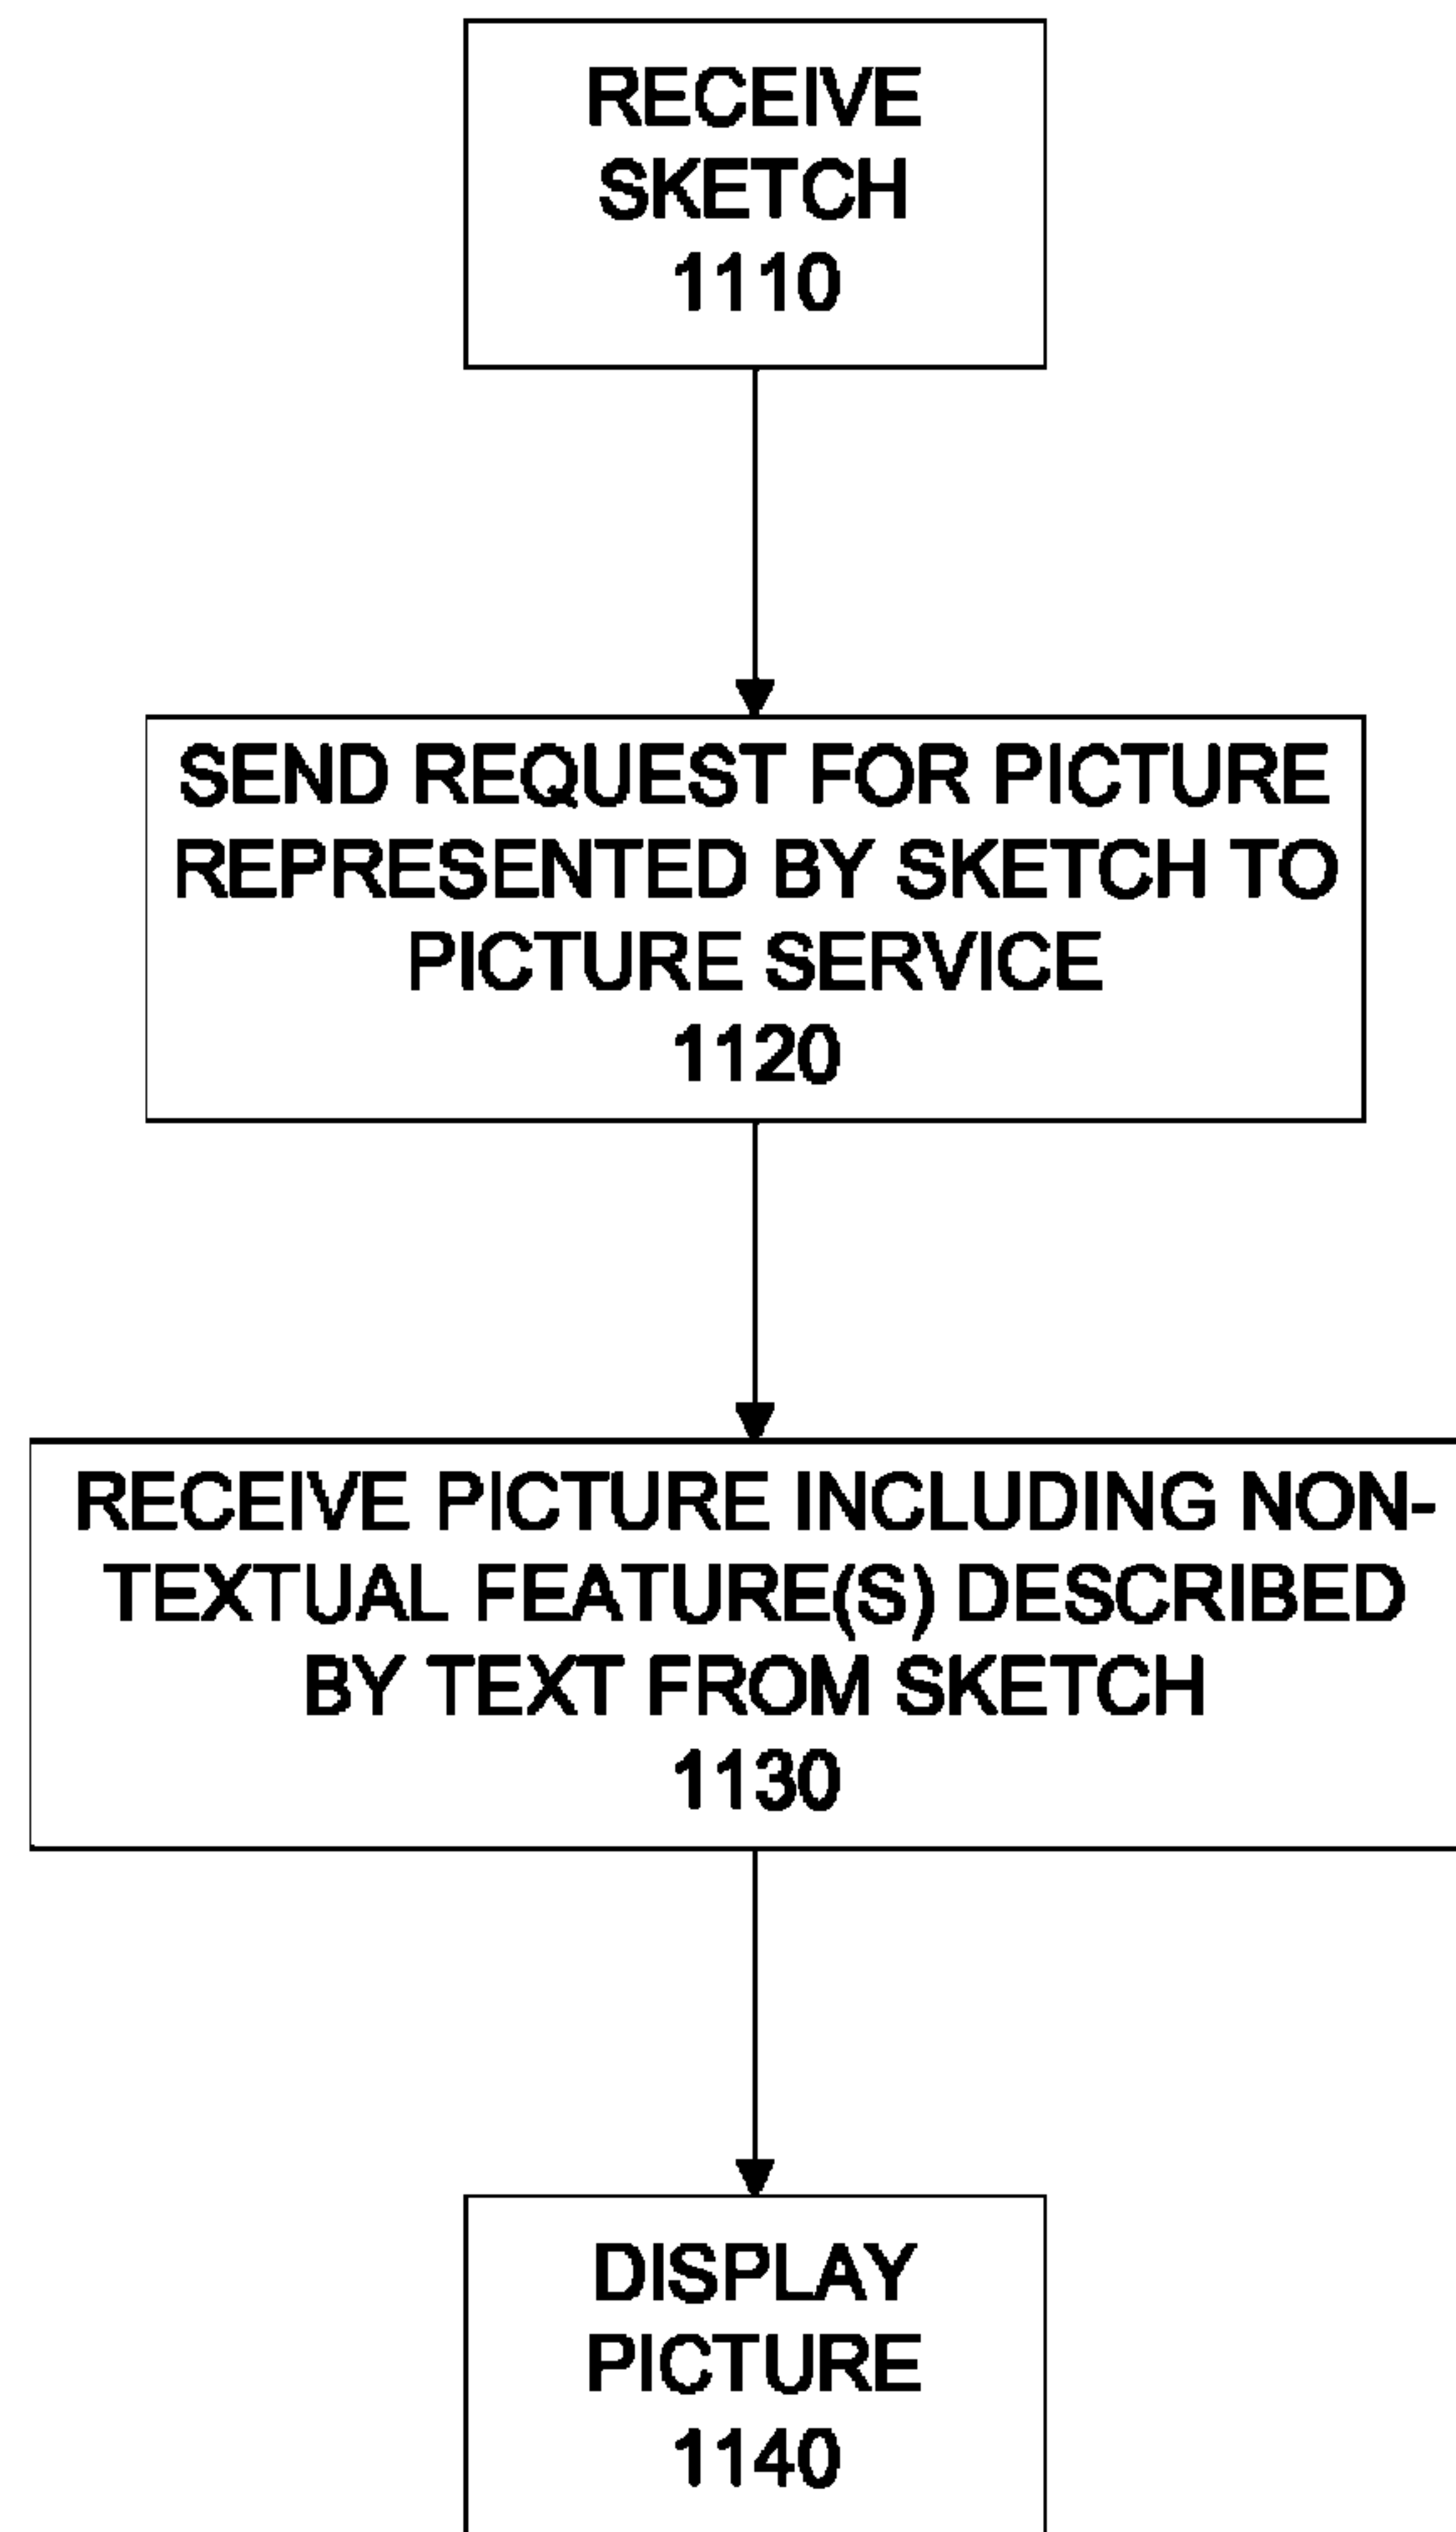 RECEIVE
SKETCH
1110
SEND REQUEST FOR PICTURE
REPRESENTED BY SKETCH TO
PICTURE SERVICE
1120
RECEIVE PICTURE INCLUDING NON-
TEXTUAL FEATURE(S) DESCRIBED
BY TEXT FROM SKETCH
1130
DISPLAY
PICTURE
1140